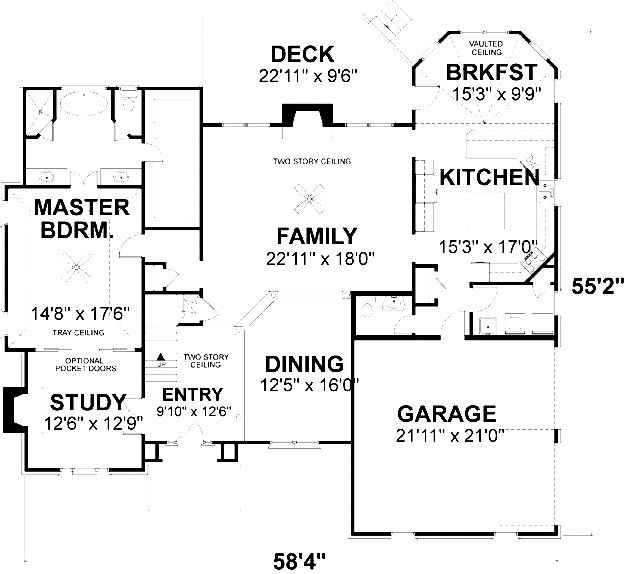 DECK
22'11" x 9'6"
VAULTED
CEILING
BRKFST
15'3" x 9'9"
TWO STORY CEILING
KITCHEN
15'3" x 17'0"
MASTER
BDRM.
14'8" x 17'6"
TRAY CEILING
FAMILY
22'11" x 18'0"
55'2"
OPTIONAL
POCKET DOORS
STUDY
12'6" x 12'9"
UP
TWO STORY
CEILING
ENTRY
9'10" x 12'6"
DINING
12'5" x 16'0"
GARAGE
21'11" x 21'0"
58'4"